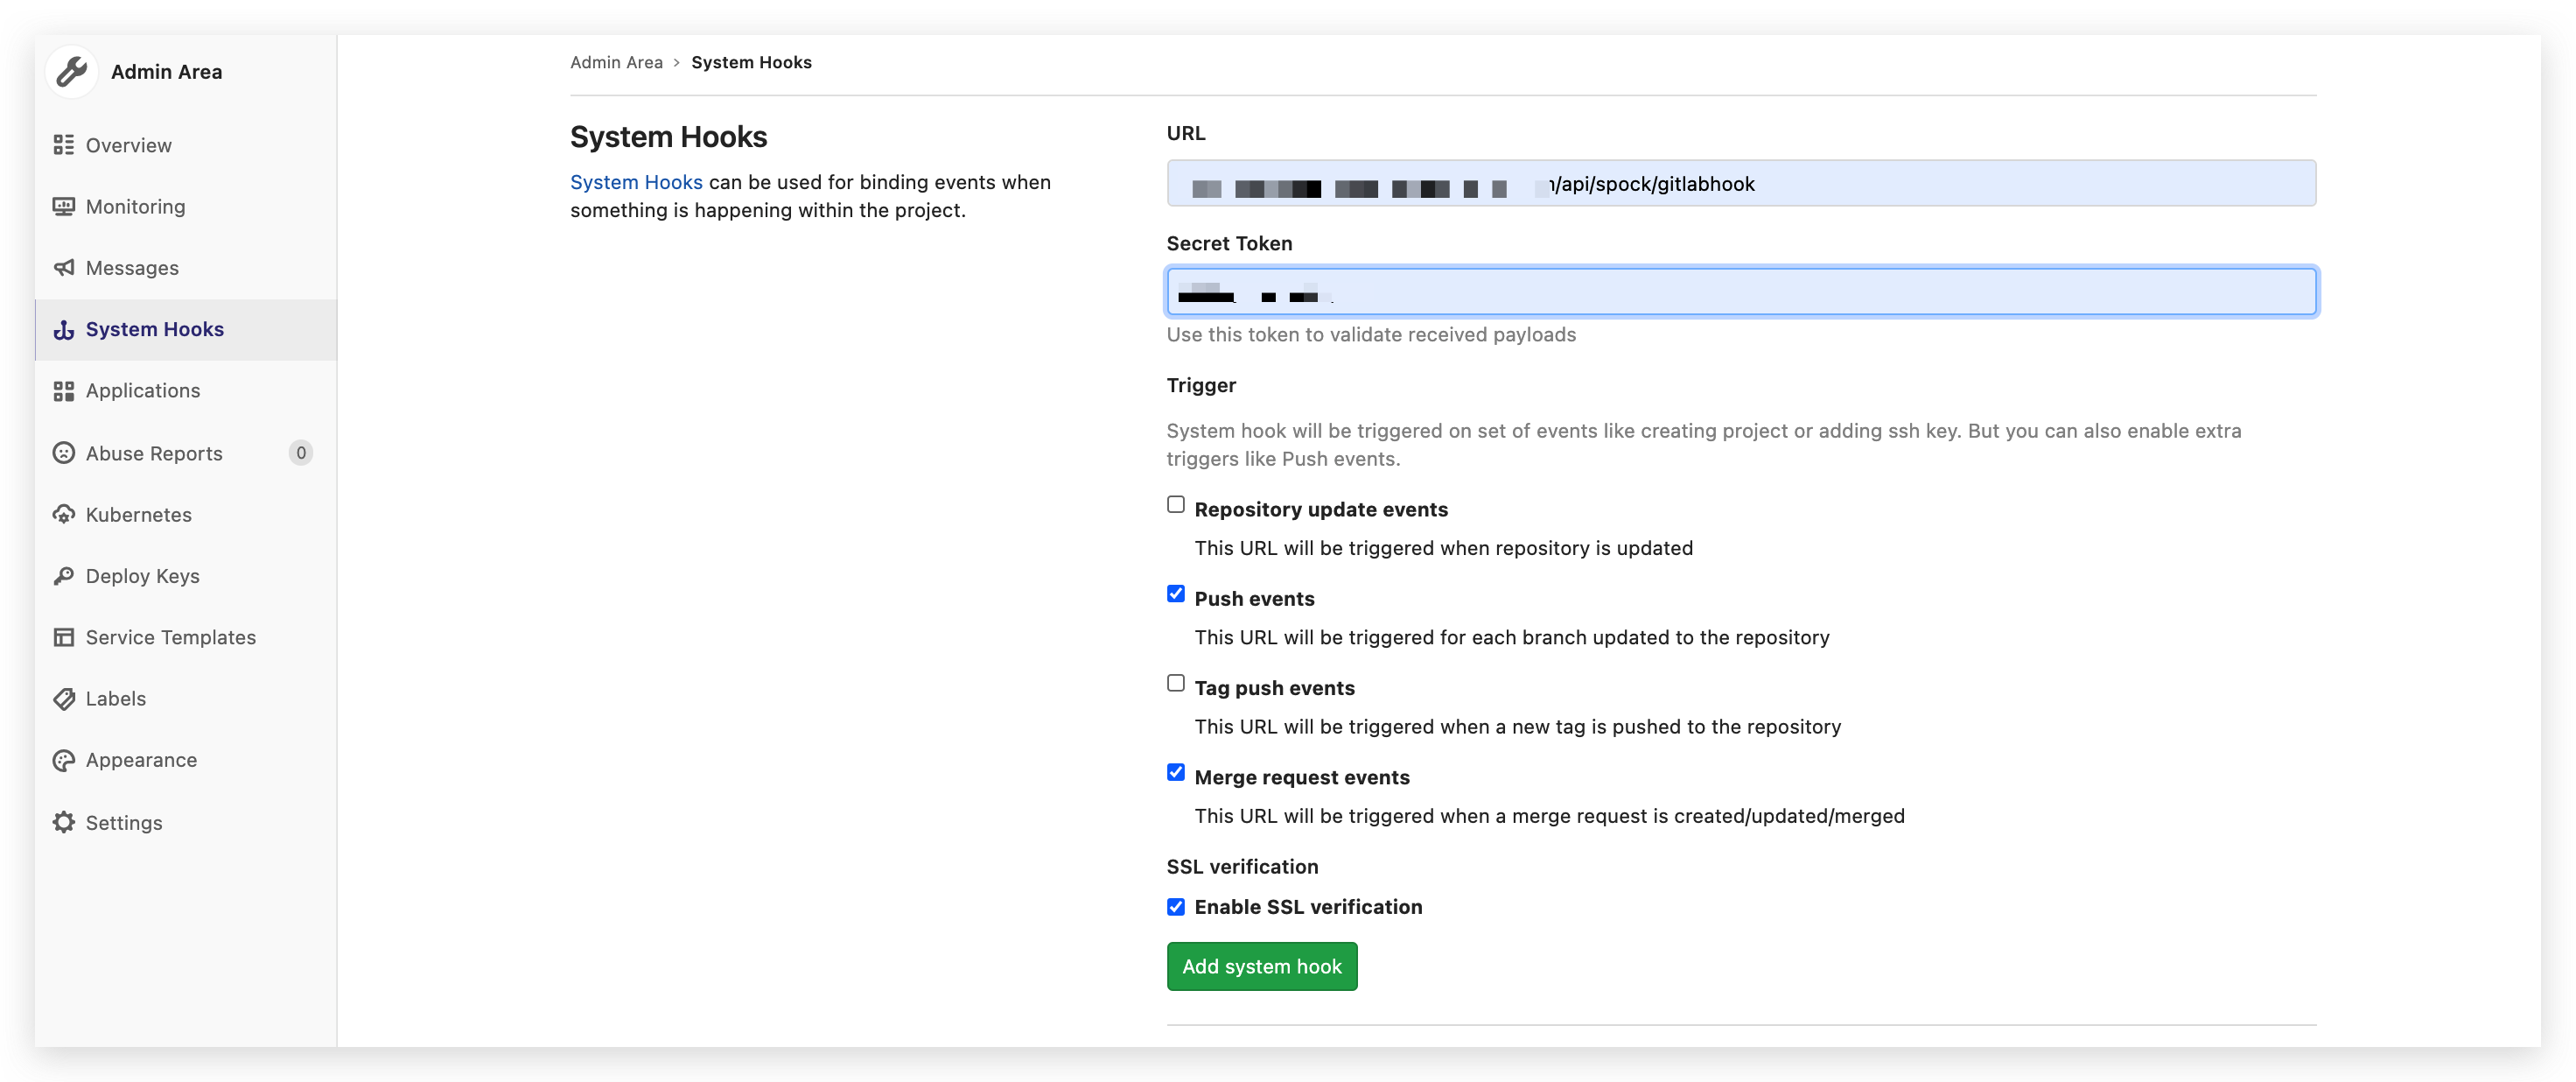 Admin Area
Overview
Monitoring
Messages
System Hooks
Applications
Abuse Reports 0
Kubernetes
Deploy Keys
Service Templates
Labels
Appearance
Settings
Admin Area > System Hooks
System Hooks
System Hooks can be used for binding events when
something is happening within the project.
URL
/api/spock/gitlabhook
Secret Token
Use this token to validate received payloads
Trigger
System hook will be triggered on set of events like creating project or adding ssh key. But you can also enable extra
triggers like Push events.
Repository update events
This URL will be triggered when repository is updated
Push events
This URL will be triggered for each branch updated to the repository
Tag push events
This URL will be triggered when a new tag is pushed to the repository
Merge request events
This URL will be triggered when a merge request is created/updated/merged
SSL verification
Enable SSL verification
Add system hook